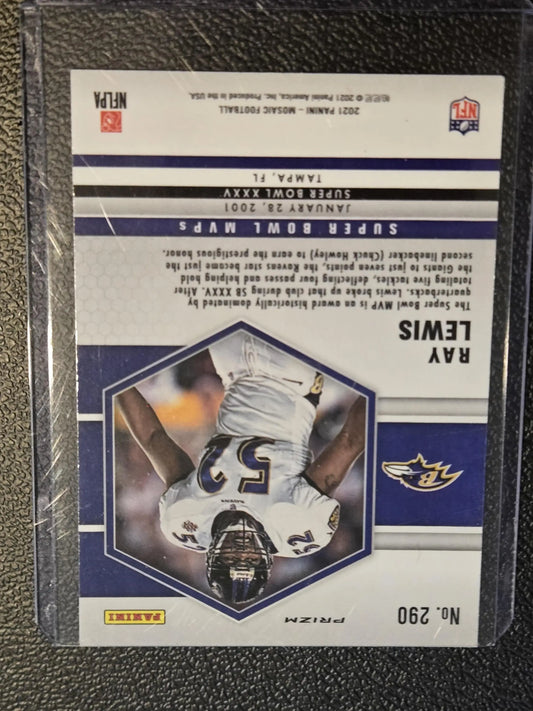 No. 290
PRIZM
PANINI
B
52
52
RAVENS
RAY
LEWIS
The Super Bowl MVP is an award historically dominated by
quarterbacks. Lewis broke up that club during SB XXXV. After
totaling five tackles, deflecting four passes and helping hold
the Giants to just seven points, the Ravens star became just the
second linebacker (Chuck Howley) to earn the prestigious honor.
SUPER BOWL MVPs
JANUARY 28, 2001
SUPER BOWL XXXV
TAMPA, FL
NFL
2021 PANINI – MOSAIC FOOTBALL
© 2021 Panini America, Inc. Produced in the USA.
NFLPA